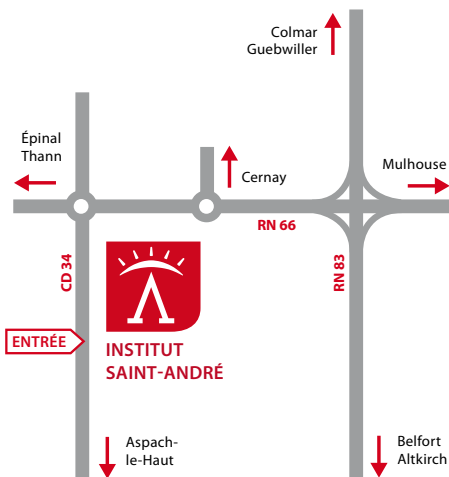 Colmar
Guebwiller
Épinal
Thann
Cernay
Mulhouse
RN 66
CD 34
RN 83
ENTRÉE
INSTITUT
SAINT-ANDRÉ
Aspach-
le-Haut
Belfort
Altkirch